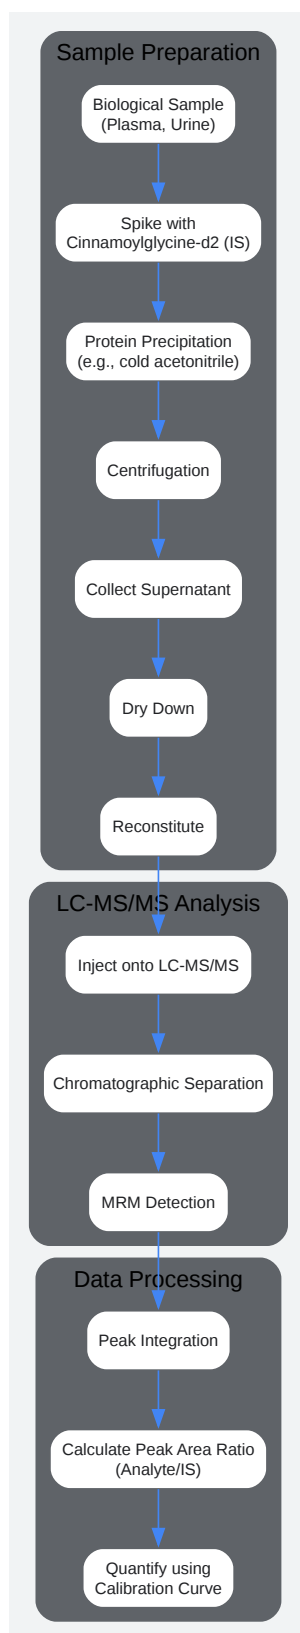 Sample Preparation
Biological Sample
(Plasma, Urine)
Spike with
Cinnamoylglycine-d2 (IS)
Protein Precipitation
(e.g., cold acetonitrile)
Centrifugation
Collect Supernatant
Dry Down
Reconstitute
LC-MS/MS Analysis
Inject onto LC-MS/MS
Chromatographic Separation
MRM Detection
Data Processing
Peak Integration
Calculate Peak Area Ratio
(Analyte/IS)
Quantify using
Calibration Curve